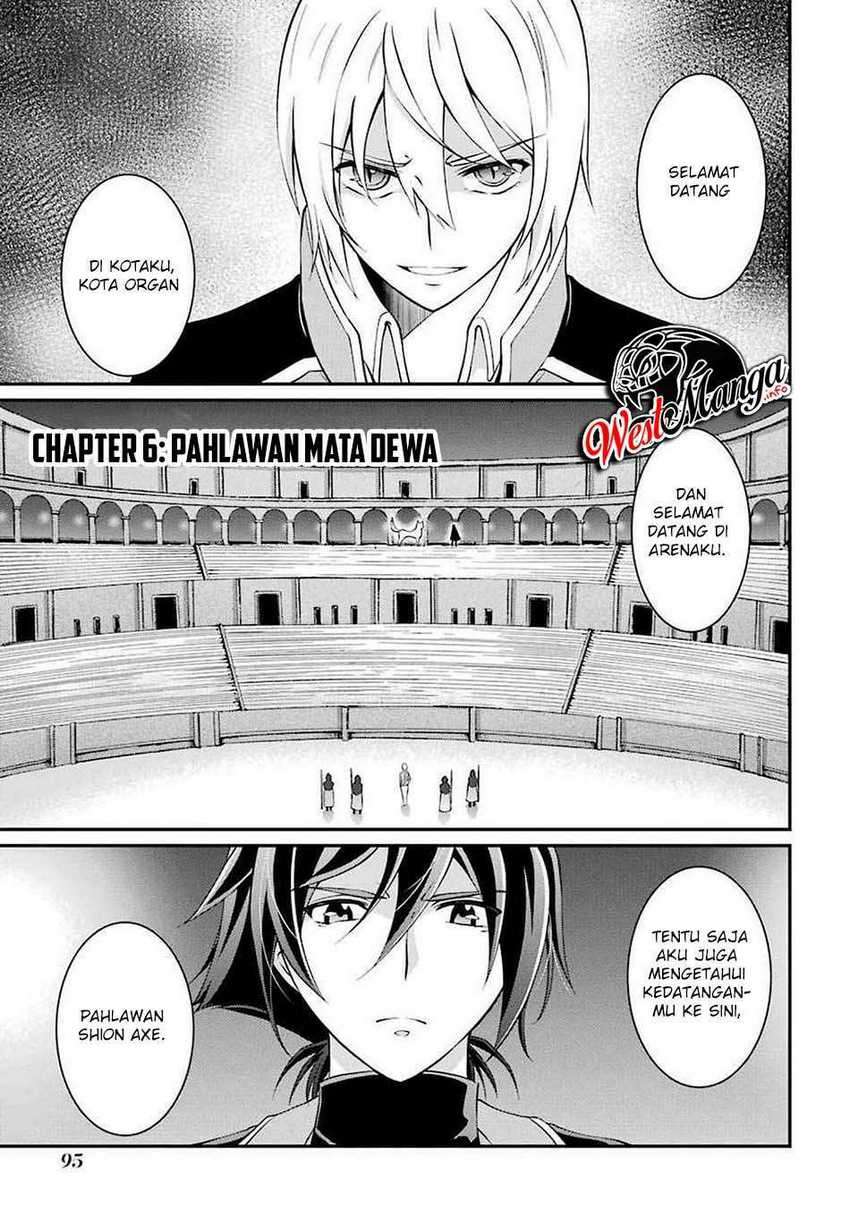 SELAMAT
DATANG
DI KOTAKU,
KOTA ORGAN
WestManga
.info
CHAPTER 6: PAHLAWAN MATA DEWA
DAN
SELAMAT
DATANG DI
ARENAKU.
TENTU SAJA
AKU JUGA
MENGETAHUI
KEDATANGAN-
MU KE SINI,
PAHLAWAN
SHION AXE.
95